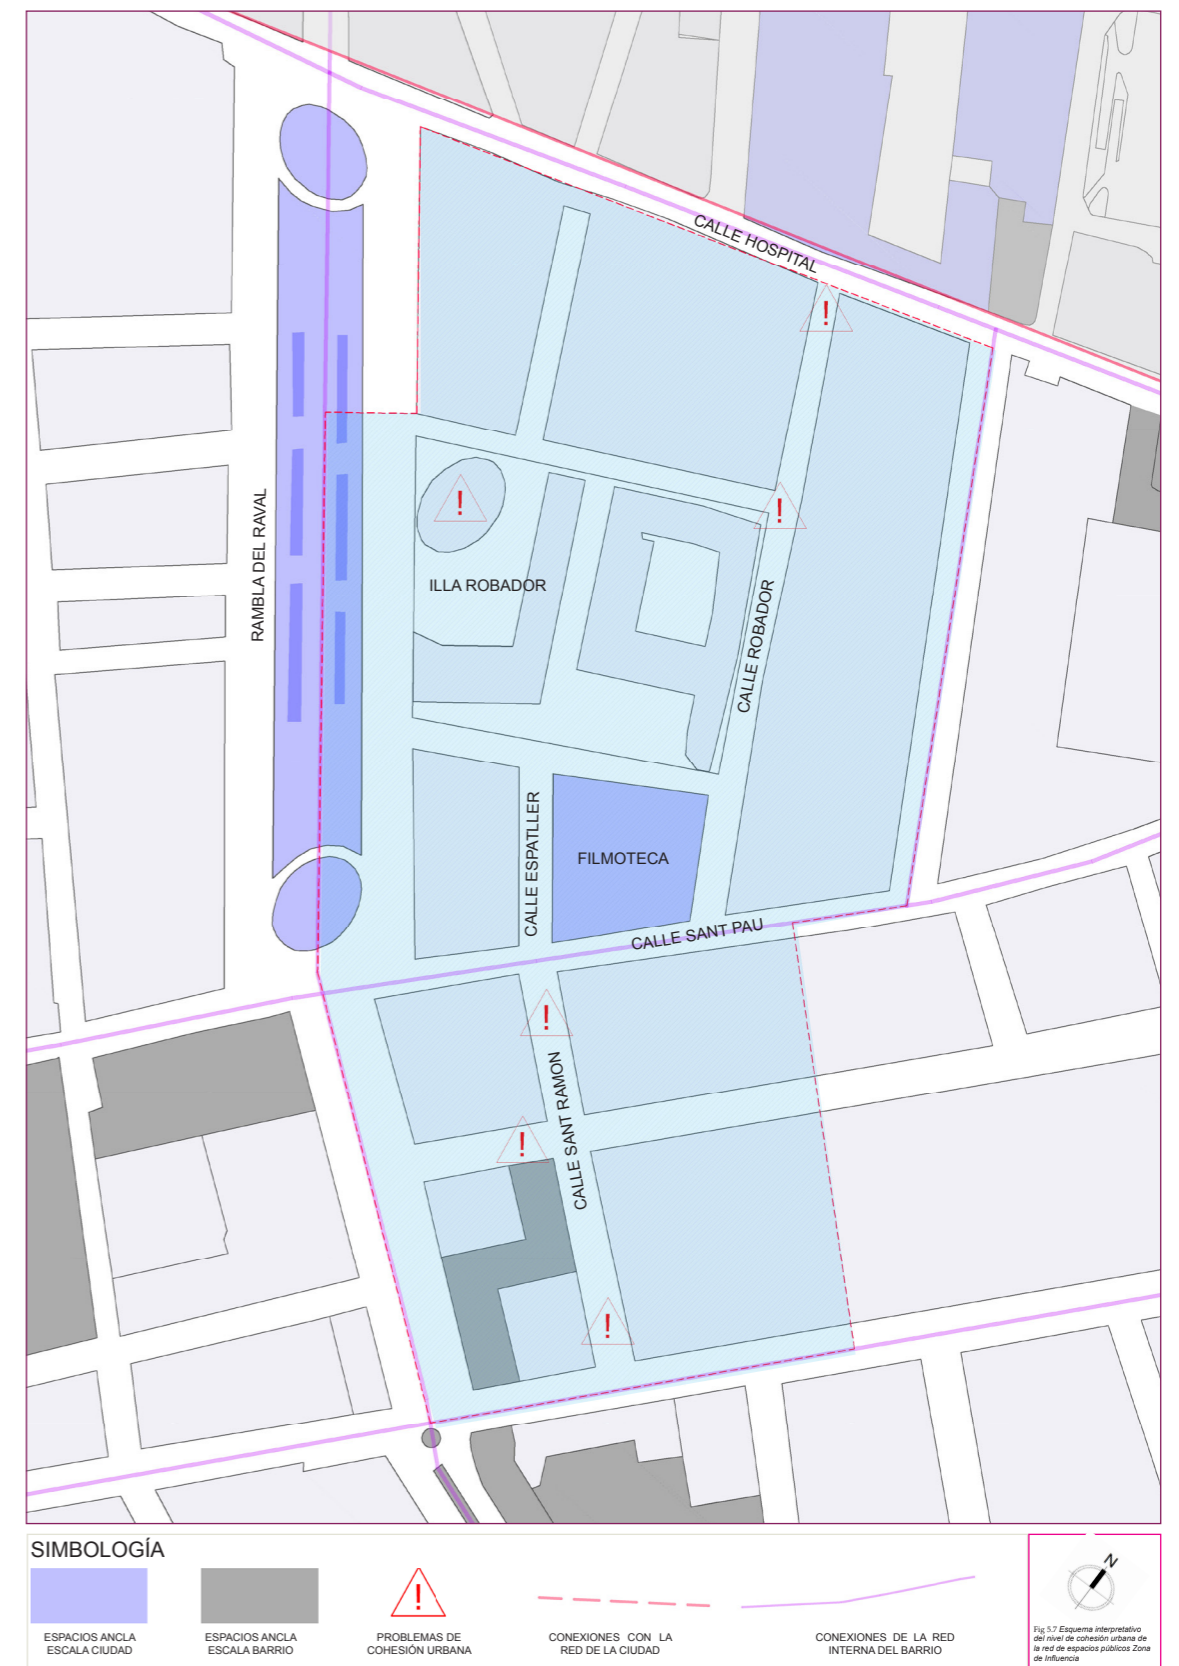 CALLE HOSPITAL
!
!
!
RAMBLA DEL RAVAL
ILLA ROBADOR
CALLE ROBADOR
CALLE ESPATLLER
FILMOTECA
CALLE SANT PAU
!
CALLE SANT RAMON
!
!
SIMBOLOGÍA
ESPACIOS ANCLA
ESCALA CIUDAD
ESPACIOS ANCLA
ESCALA BARRIO
!
PROBLEMAS DE
COHESIÓN URBANA
CONEXIONES CON LA
RED DE LA CIUDAD
CONEXIONES DE LA RED
INTERNA DEL BARRIO
N
Fig 5.7 Esquema interpretativo
del nivel de cohesión urbana de
la red de espacios públicos Zona
de Influencia